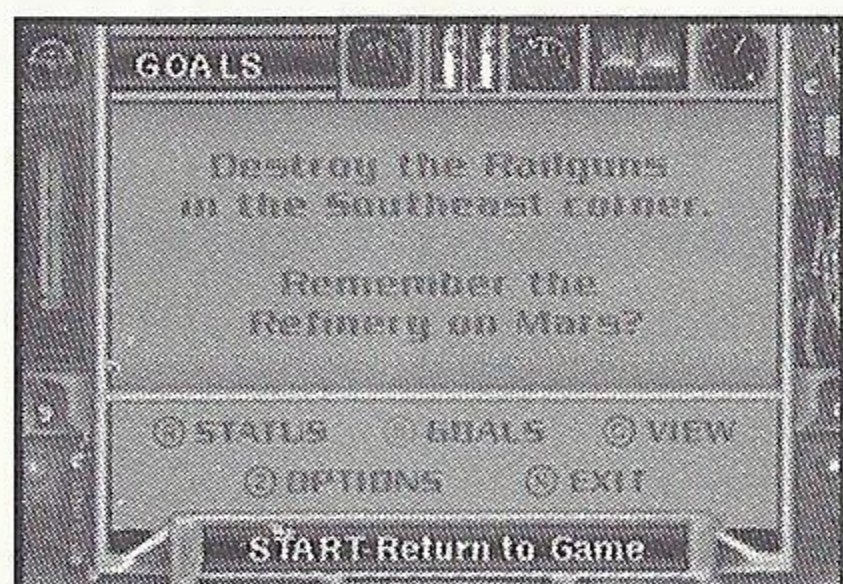 GOALS
Destroy the Railguns
in the Southeast corner.
Remember the
Refinery on Mars?
STATUS GOALS VIEW
OPTIONS EXIT
START-Return to Game